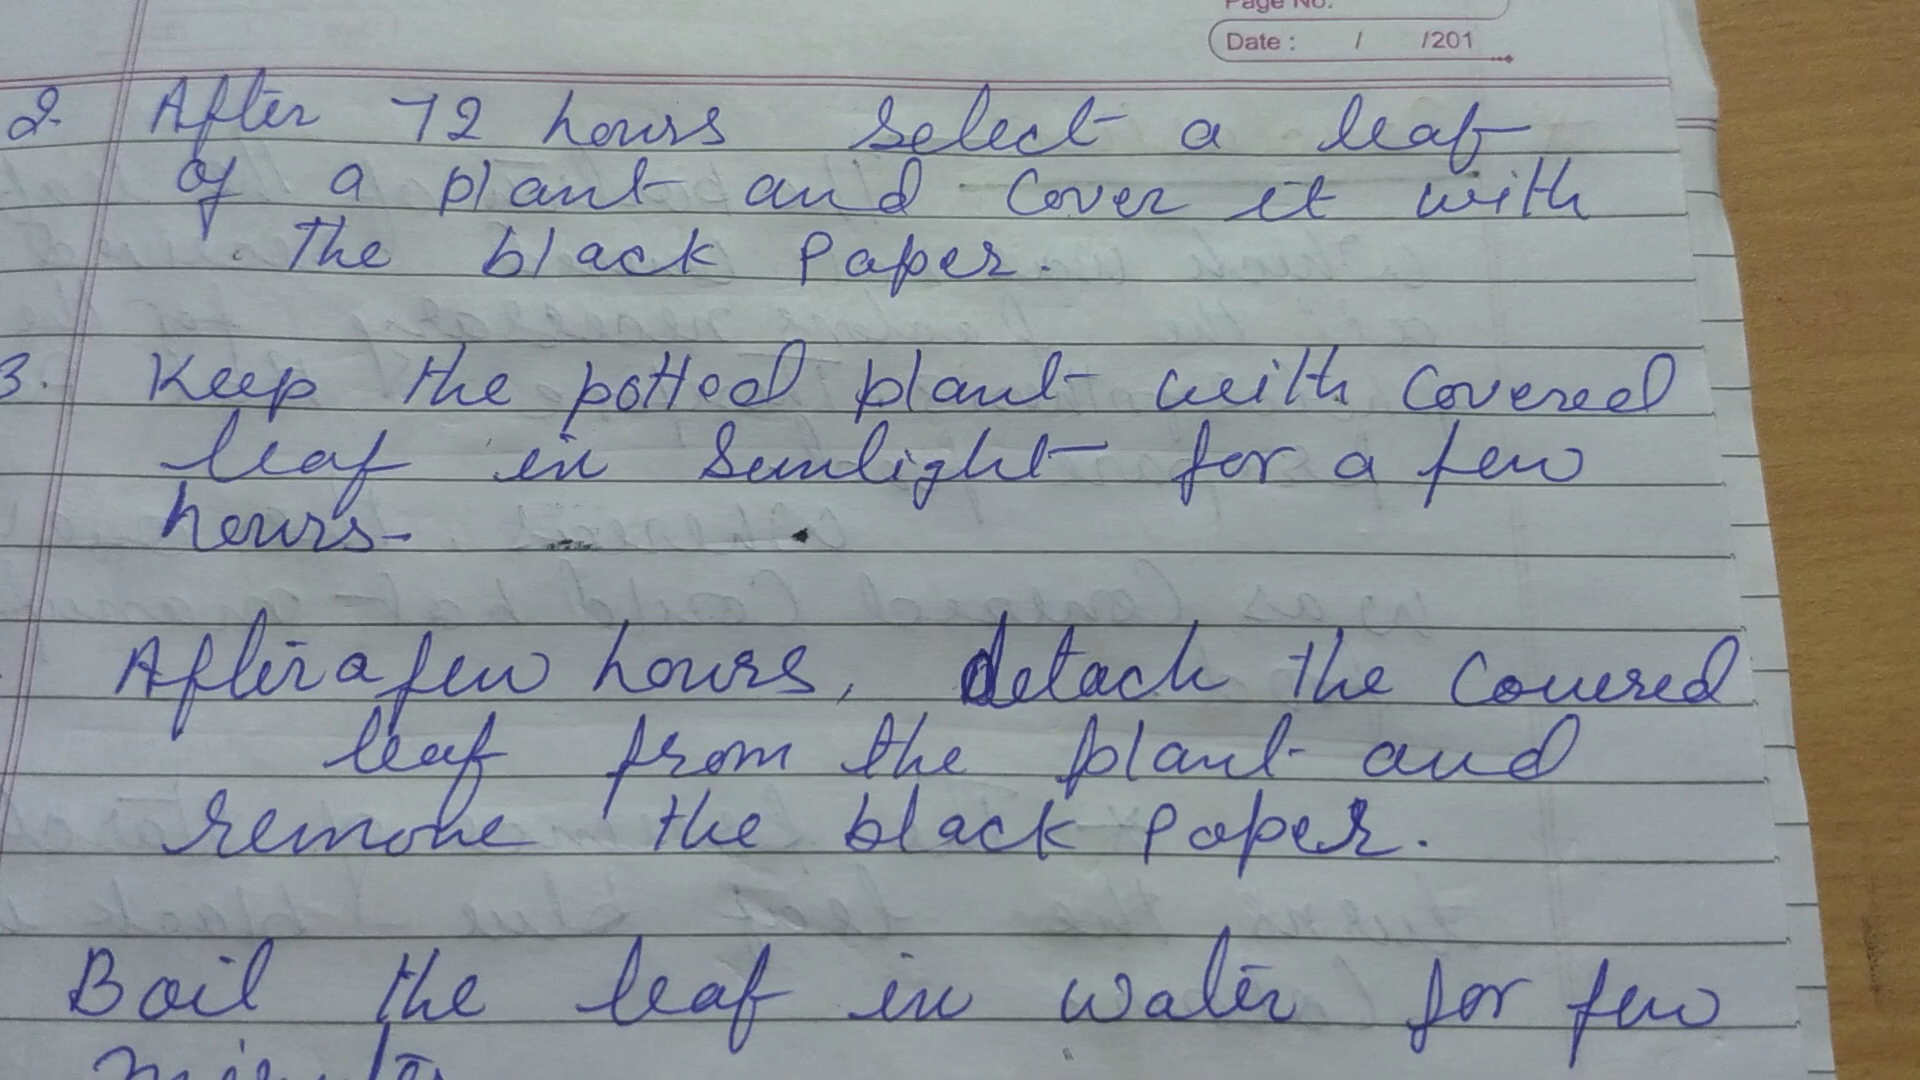 Page No.
Date : / /201
2. After 72 hours select a leaf
of a plant and cover it with
the black paper.
3. Keep the potted plant with covered
leaf in Sunlight for a few
hours.
After a few hours, detach the covered
leaf from the plant and
remove the black paper.
Boil the leaf in water for few